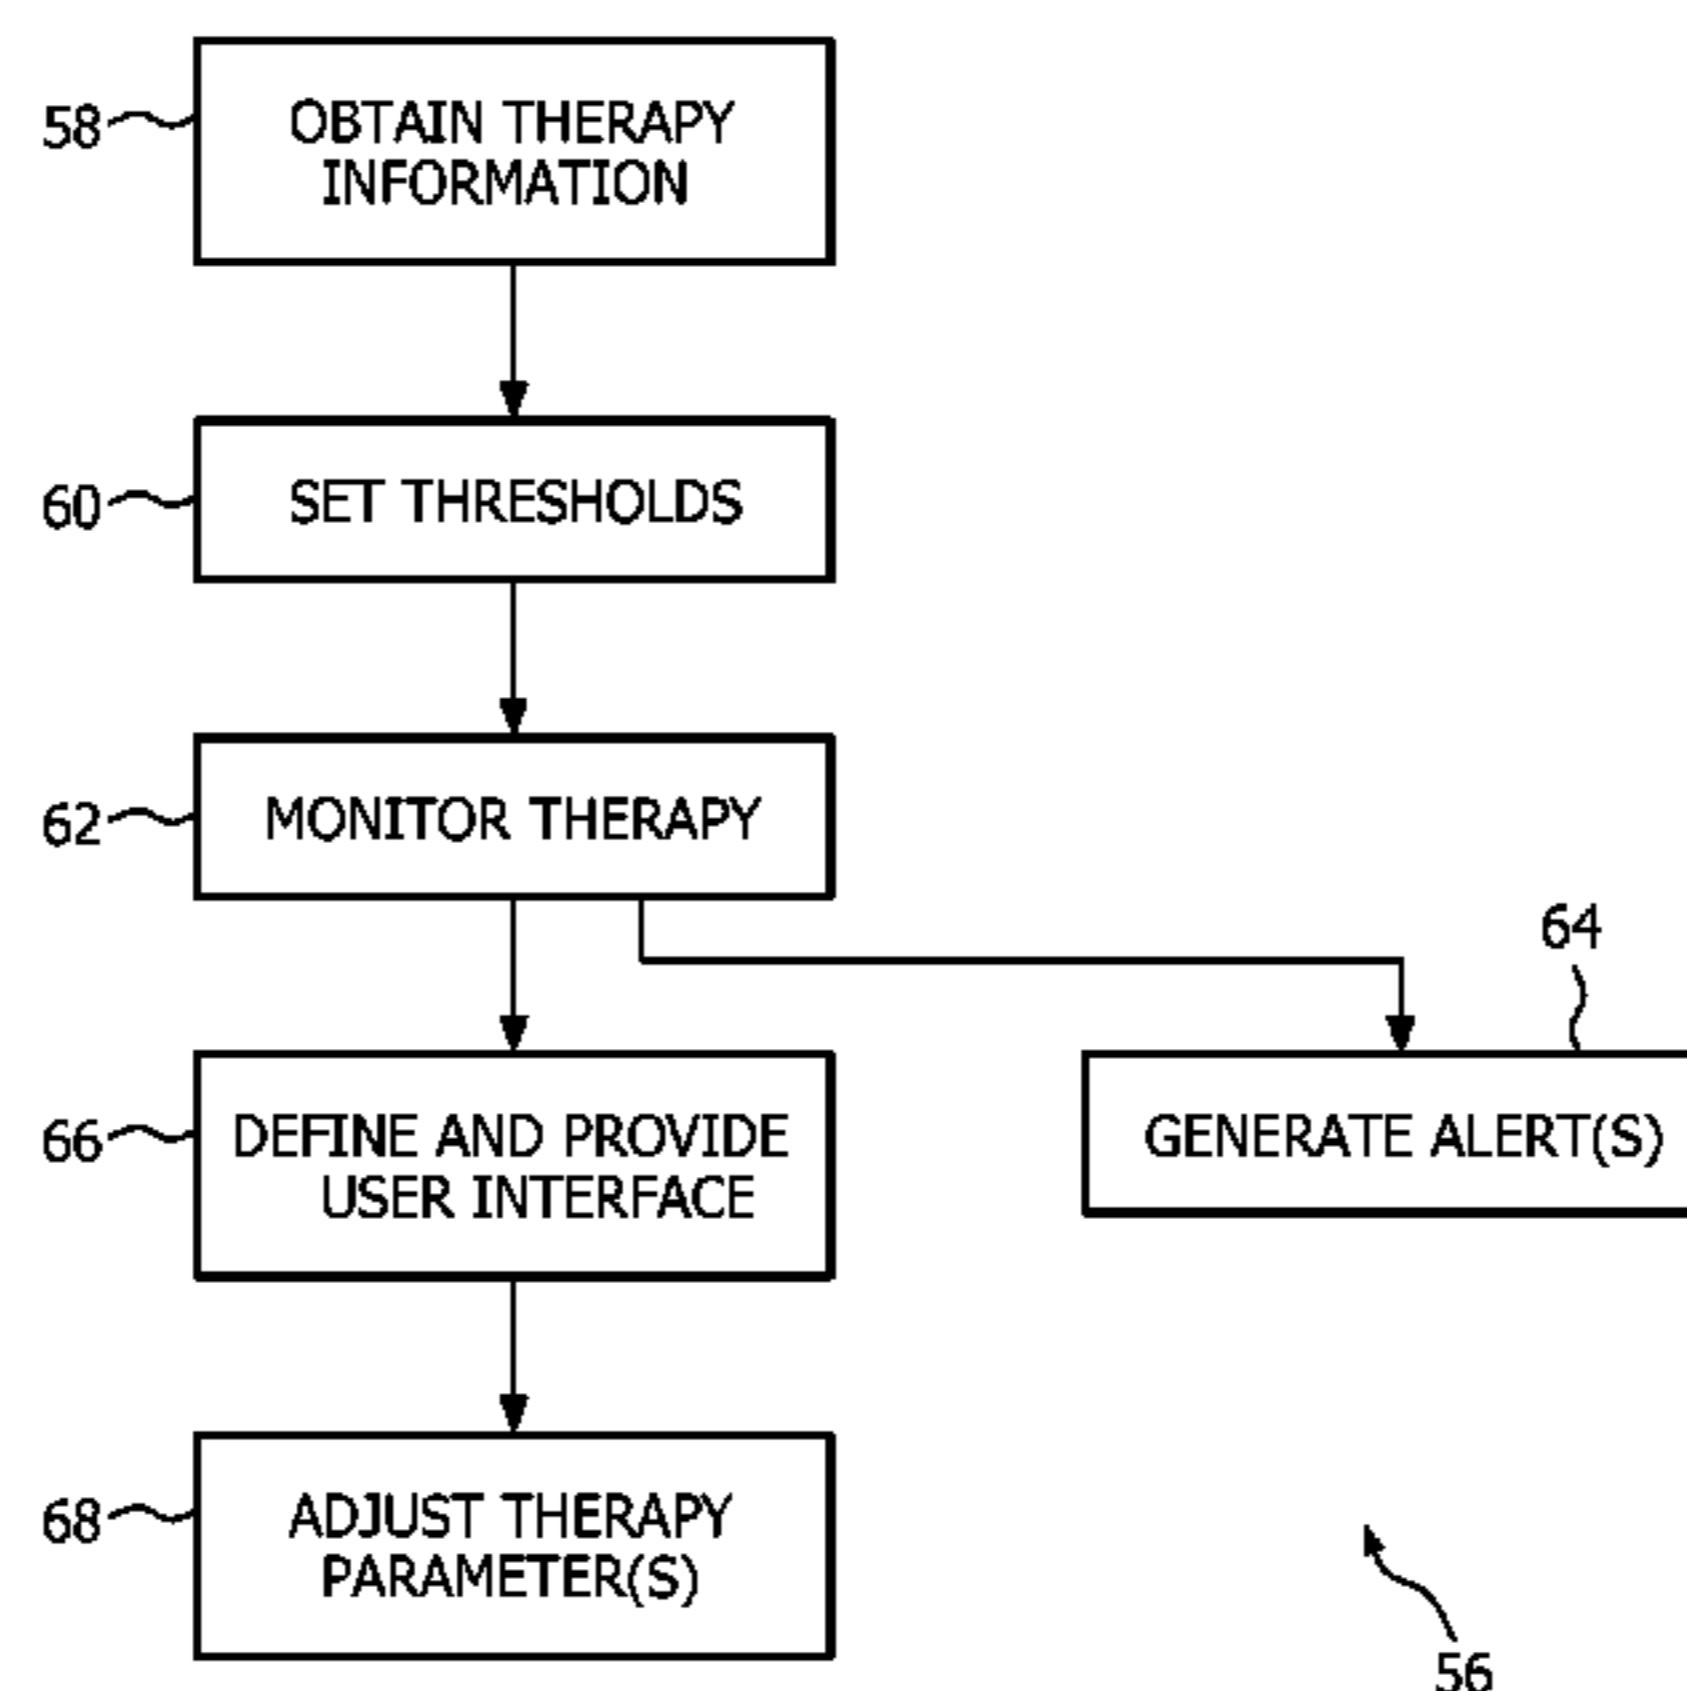 58
OBTAIN THERAPY
INFORMATION
60
SET THRESHOLDS
62
MONITOR THERAPY
64
66
DEFINE AND PROVIDE
USER INTERFACE
GENERATE ALERT(S)
68
ADJUST THERAPY
PARAMETER(S)
56